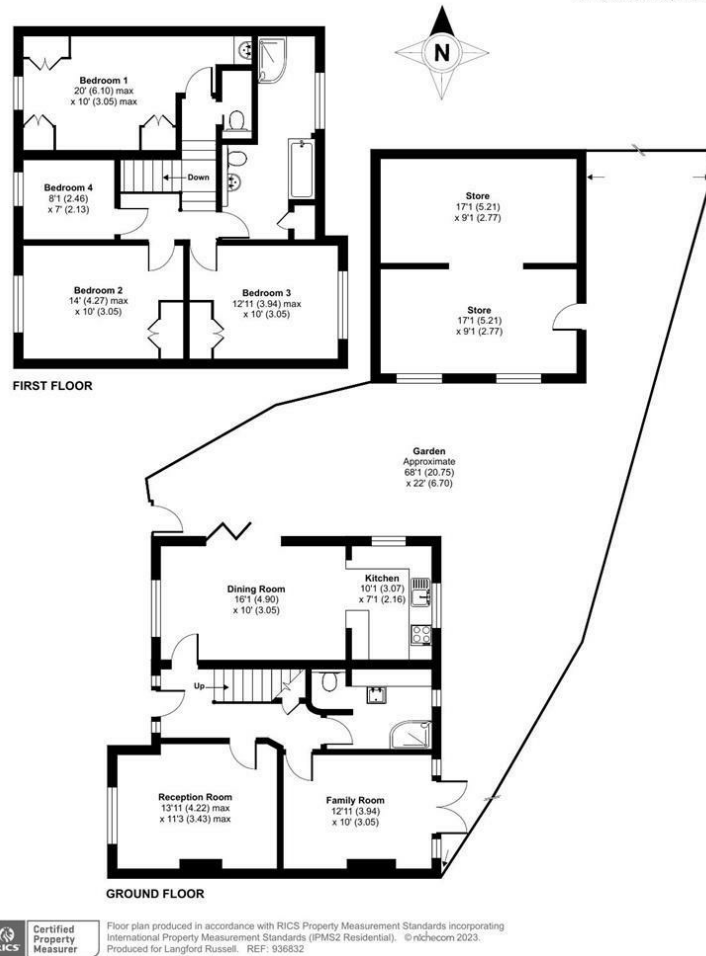 N
Bedroom 1
20' (6.10) max
x 10' (3.05) max
Bedroom 4
8'1 (2.46)
x 7' (2.13)
Down
Bedroom 2
14' (4.27) max
x 10' (3.05)
Bedroom 3
12'11 (3.94) max
x 10' (3.05)
FIRST FLOOR
Store
17'1 (5.21)
x 9'1 (2.77)
Store
17'1 (5.21)
x 9'1 (2.77)
Garden
Approximate
68'1 (20.75)
x 22' (6.70)
Dining Room
16'1 (4.90)
x 10' (3.05)
Kitchen
10'1 (3.07)
x 7'1 (2.16)
Up
Reception Room
13'11 (4.22) max
x 11'3 (3.43) max
Family Room
12'11 (3.94)
x 10' (3.05)
GROUND FLOOR
RICS
Certified
Property
Measurer
Floor plan produced in accordance with RICS Property Measurement Standards incorporating
International Property Measurement Standards (IPMS2 Residential). © nichecom 2023.
Produced for Langford Russell. REF: 936832